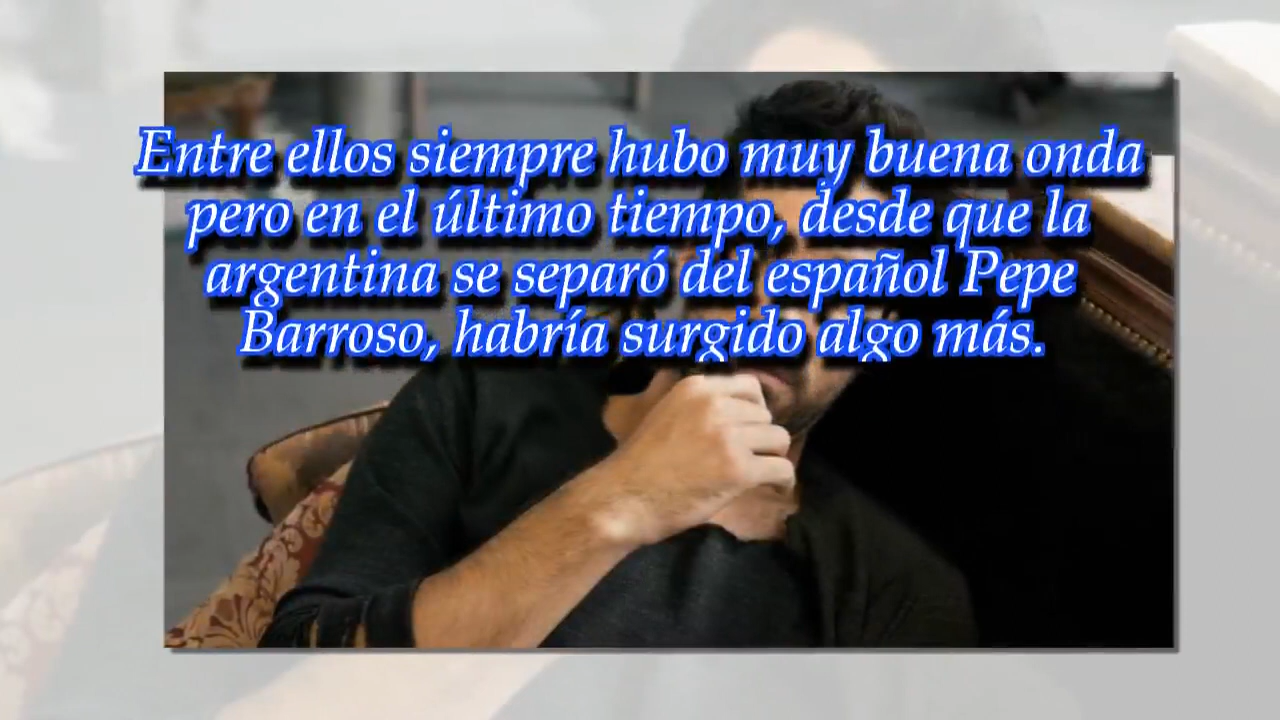 Entre ellos siempre hubo muy buena onda
pero en el último tiempo, desde que la
argentina se separó del español Pepe
Barroso, habría surgido algo más.